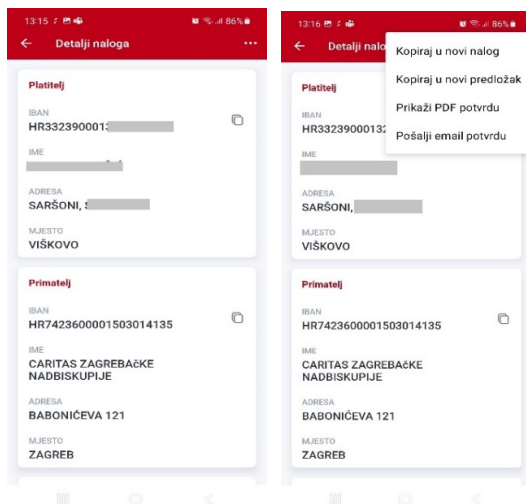 13:15
86%
Detalji naloga
Platitelj
IBAN
HR3323900013
IME
ADRESA
SARŠONI,
MJESTO
VIŠKOVO
Primatelj
IBAN
HR7423600001503014135
IME
CARITAS ZAGREBAčKE
NADBISKUPIJE
ADRESA
BABONIĆEVA 121
MJESTO
ZAGREB
13:16
86%
Detalji nalo
Kopiraj u novi nalog
Kopiraj u novi predložak
Prikaži PDF potvrdu
Pošalji email potvrdu
Platitelj
IBAN
HR33239000132
IME
ADRESA
SARŠONI,
MJESTO
VIŠKOVO
Primatelj
IBAN
HR7423600001503014135
IME
CARITAS ZAGREBAčKE
NADBISKUPIJE
ADRESA
BABONIĆEVA 121
MJESTO
ZAGREB